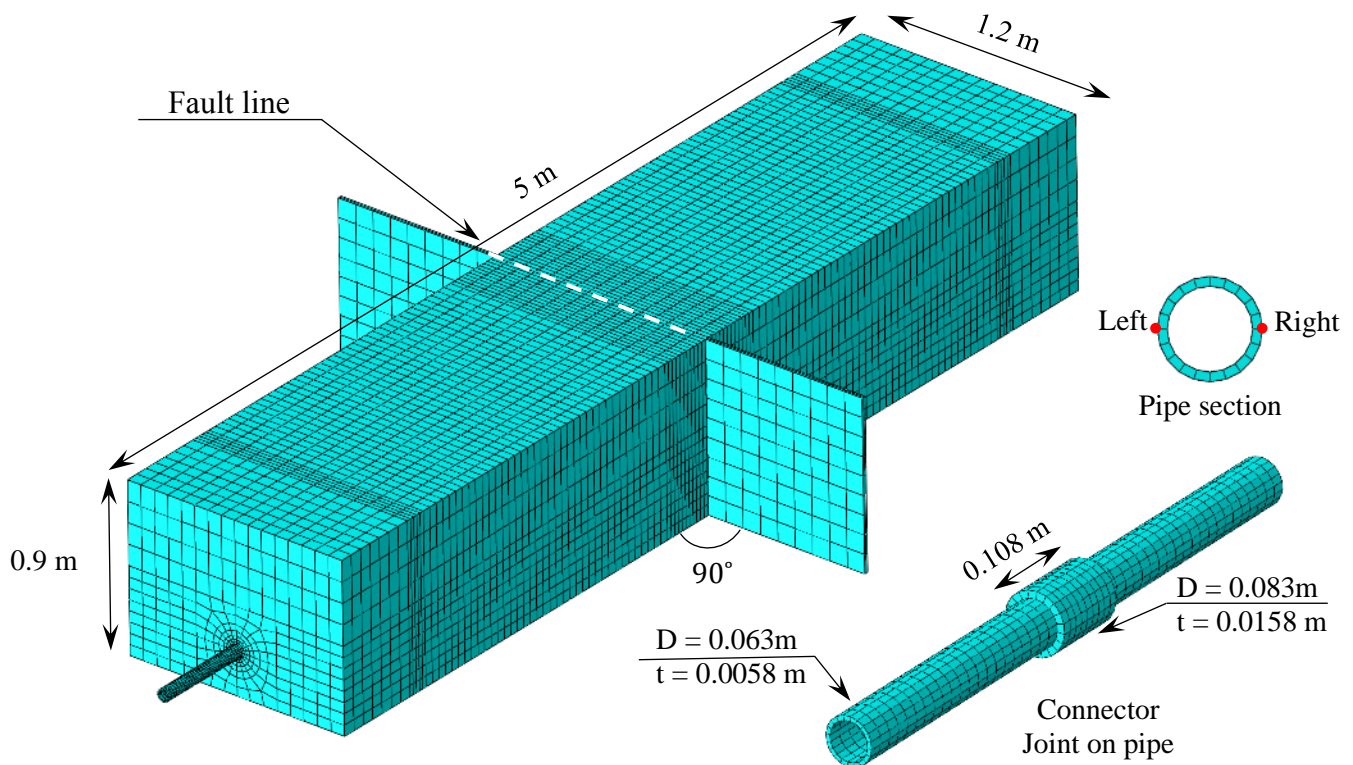 1.2 m
Fault line
5 m
Left
Right
Pipe section
0.9 m
90°
0.108 m
D = 0.083m
t = 0.0158 m
D = 0.063m
t = 0.0058 m
Connector
Joint on pipe